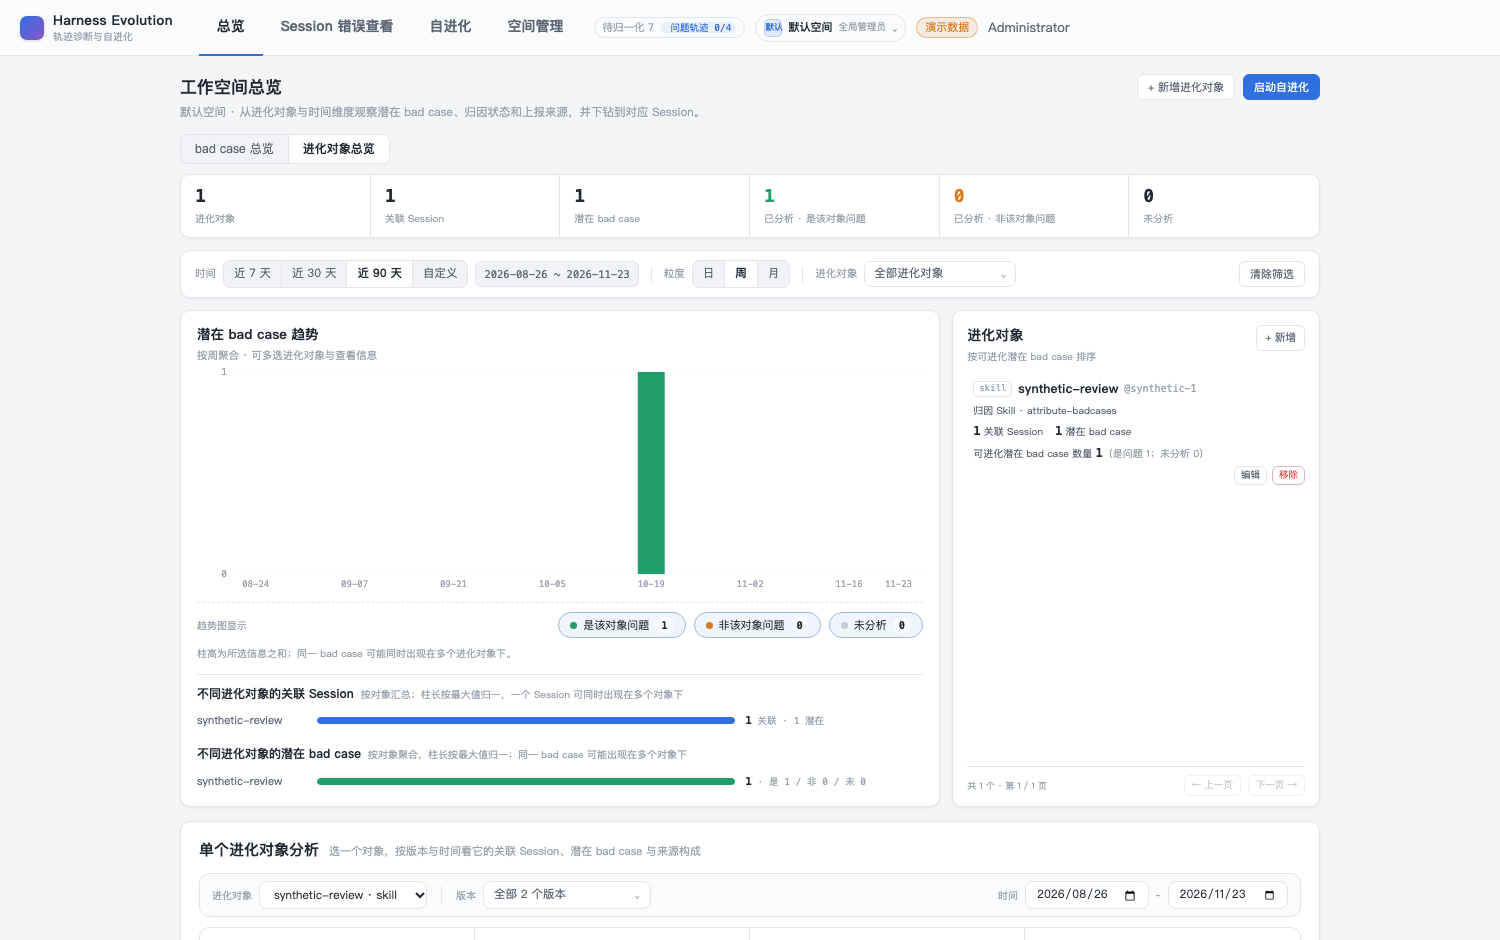 Harness Evolution
轨迹诊断与自进化
总览
Session 错误查看
自进化
空间管理
待归一化 7 问题轨迹 0/4
默认 默认空间 全局管理员
演示数据
Administrator
工作空间总览
+ 新增进化对象
启动自进化
默认空间 · 从进化对象与时间维度观察潜在 bad case、归因状态和上报来源，并下钻到对应 Session。
bad case 总览
进化对象总览
1
进化对象
1
关联 Session
1
潜在 bad case
1
已分析 · 是该对象问题
0
已分析 · 非该对象问题
0
未分析
时间 近 7 天 近 30 天 近 90 天 自定义 2026-08-26 ~ 2026-11-23 粒度 日 周 月 进化对象 全部进化对象 清除筛选
潜在 bad case 趋势
按周聚合 · 可多选进化对象与查看信息
1
0
08-24 09-07 09-21 10-05 10-19 11-02 11-16 11-23
趋势图显示 是该对象问题 1 非该对象问题 0 未分析 0
柱高为所选信息之和；同一 bad case 可能同时出现在多个进化对象下。
不同进化对象的关联 Session 按对象汇总；柱长按最大值归一，一个 Session 可同时出现在多个对象下
synthetic-review 1 关联 · 1 潜在
不同进化对象的潜在 bad case 按对象聚合，柱长按最大值归一；同一 bad case 可能出现在多个对象下
synthetic-review 1 · 是 1 / 非 0 / 未 0
进化对象
+ 新增
按可进化潜在 bad case 排序
skill synthetic-review @synthetic-1
归因 Skill · attribute-badcases
1 关联 Session 1 潜在 bad case
可进化潜在 bad case 数量 1 (是问题 1；未分析 0)
编辑 移除
共 1 个 · 第 1 / 1 页 ← 上一页 下一页 →
单个进化对象分析 选一个对象，按版本与时间看它的关联 Session、潜在 bad case 与来源构成
进化对象 synthetic-review · skill 版本 全部 2 个版本 时间 2026/08/26 ~ 2026/11/23